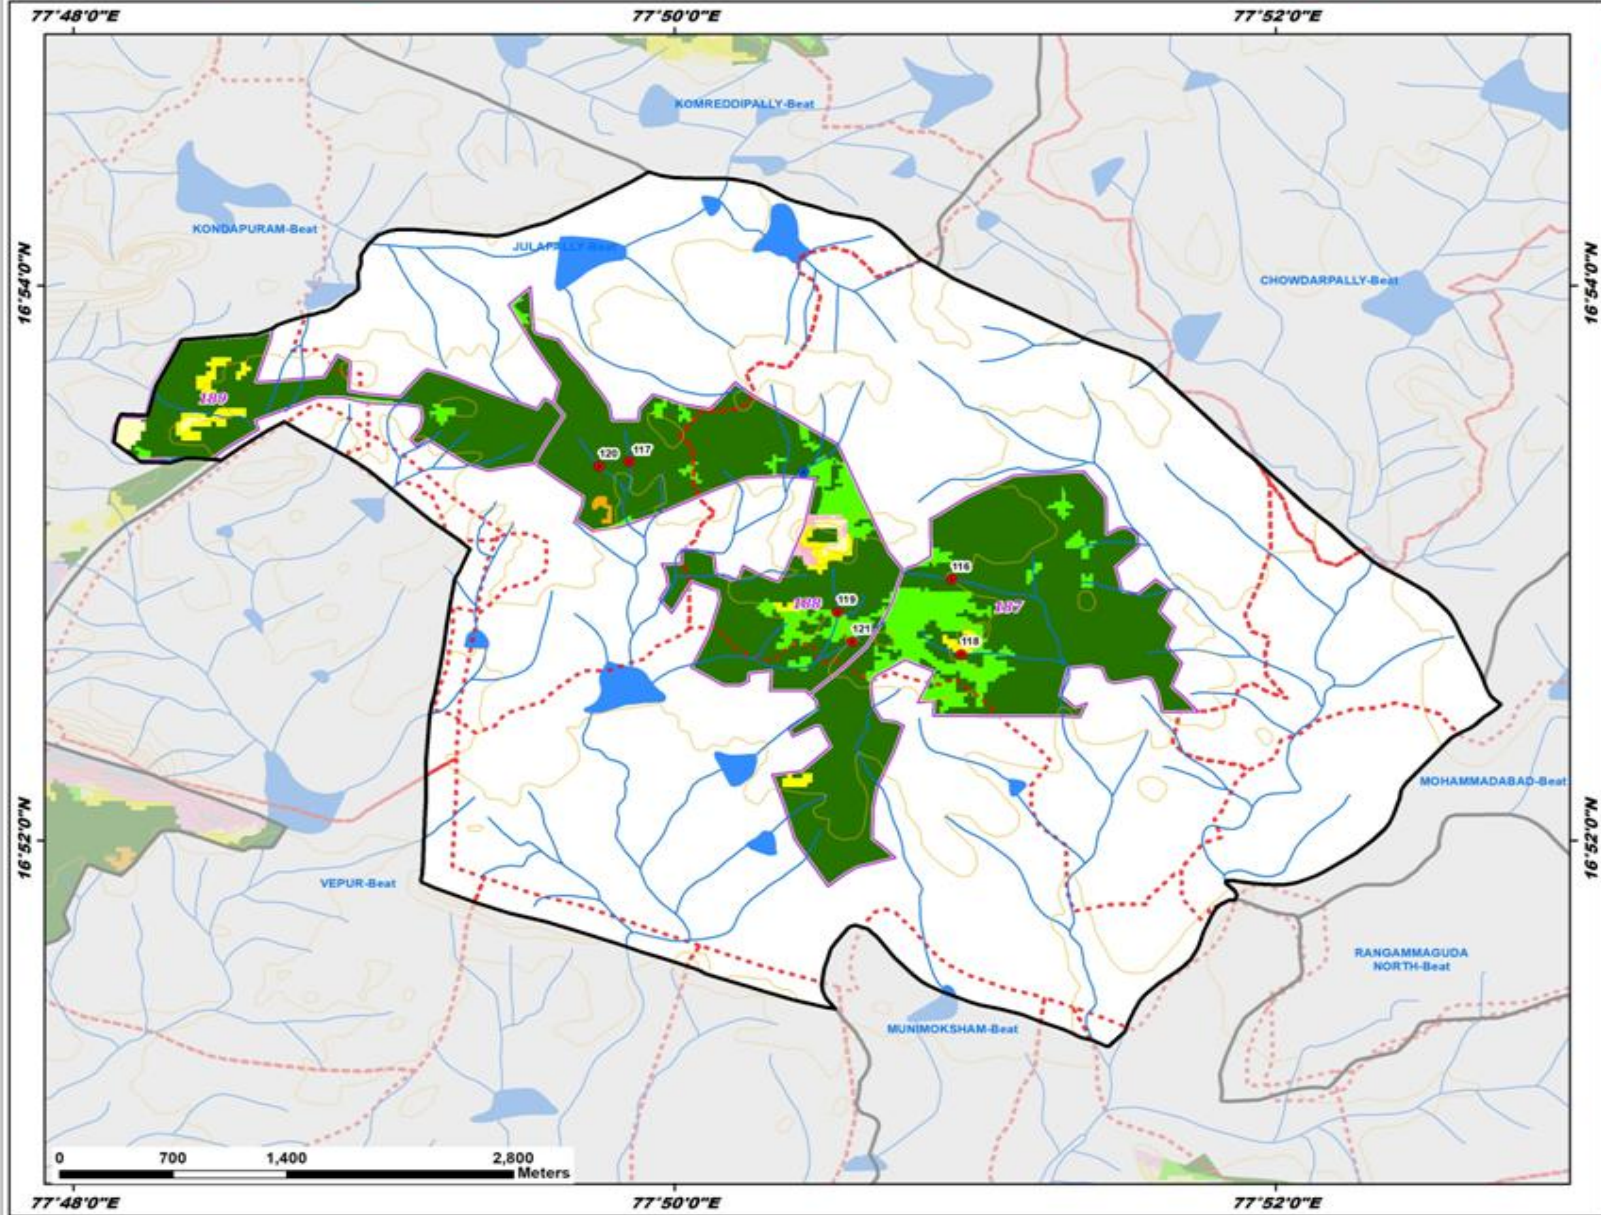 77°48'0"E 77°50'0"E 77°52'0"E
KOMREDDIPALLY-Beat
KONDAPURAM-Beat
JULAPALLY-Beat
16°54'0"N
CHOWDARPALLY-Beat
16°54'0"N
189
120 117
116
188 119 187
121 118
MOHAMMADABAD-Beat
16°52'0"N
16°52'0"N
VEPUR-Beat
RANGAMMAGUDA
NORTH-Beat
MUNIMOKSHAM-Beat
0 700 1,400 2,800
Meters
77°48'0"E 77°50'0"E 77°52'0"E